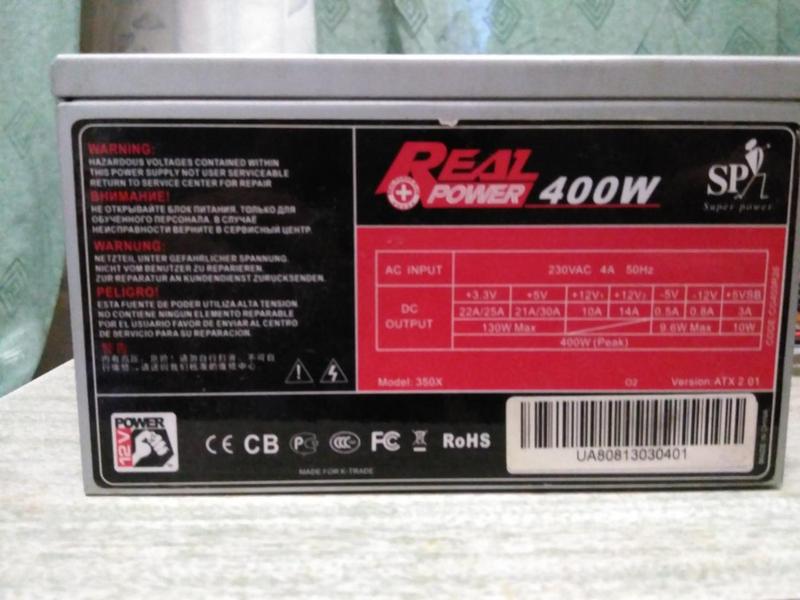 WARNING:
HAZARDOUS VOLTAGES CONTAINED WITHIN
THIS POWER SUPPLY NOT USER SERVICEABLE
RETURN TO SERVICE CENTER FOR REPAIR
ВНИМАНИЕ!
НЕ ОТКРЫВАЙТЕ БЛОК ПИТАНИЯ. ТОЛЬКО ДЛЯ
ОБУЧЕННОГО ПЕРСОНАЛА. В СЛУЧАЕ
НЕИСПРАВНОСТИ ВЕРНИТЕ В СЕРВИСНЫЙ ЦЕНТР.
WARNUNG:
NETZTEIL UNTER GEFAHRLICHER SPANNUNG.
NICHT VOM BENUTZER ZU REPARIEREN.
ZUR REPARATUR AN KUNDENDIENST ZURUCKSENDEN.
PELIGRO!
ESTA FUENTE DE PODER UTILIZA ALTA TENSION
NO CONTIENE NINGUN ELEMENTO REPARABLE
POR EL USUARIO FAVOR DE ENVIAR AL CENTRO
DE SERVICIO PARA SU REPARACION.
警告
REAL
POWER 400W
SP
Super power
AC INPUT 230VAC 4A 50Hz
DC OUTPUT +3.3V +5V +12V1 +12V2 -5V -12V +5VSB
22A/25A 21A/30A 10A 14A 0.5A 0.8A 3A
130W Max 9.6W Max 10W
400W (Peak)
Model: 350X O2 Version: ATX 2.01
POWER
12V
CE CB PC CCC FC RoHS
MADE FOR K-TRADE
UA80813030401